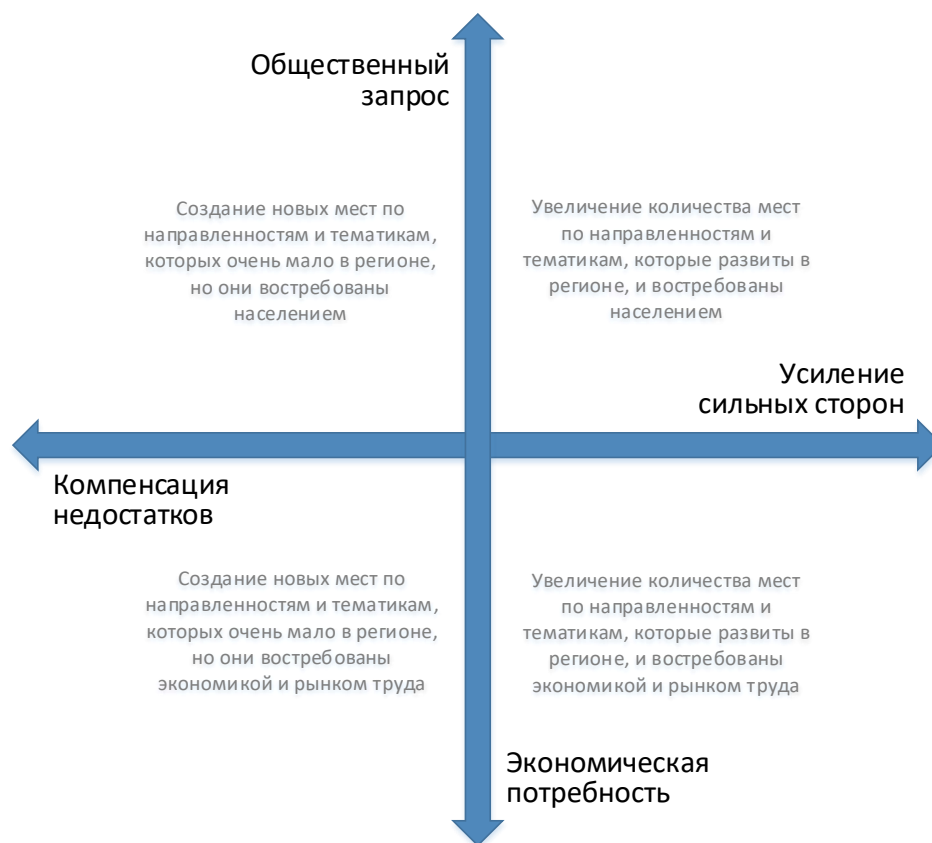 Общественный
запрос
Создание новых мест по
направленностям и тематикам,
которых очень мало в регионе,
но они востребованы
населением
Увеличение количества мест
по направленностям и
тематикам, которые развиты в
регионе, и востребованы
населением
Усиление
сильных сторон
Компенсация
недостатков
Создание новых мест по
направленностям и тематикам,
которых очень мало в регионе,
но они востребованы
экономикой и рынком труда
Увеличение количества мест
по направленностям и
тематикам, которые развиты в
регионе, и востребованы
экономикой и рынком труда
Экономическая
потребность